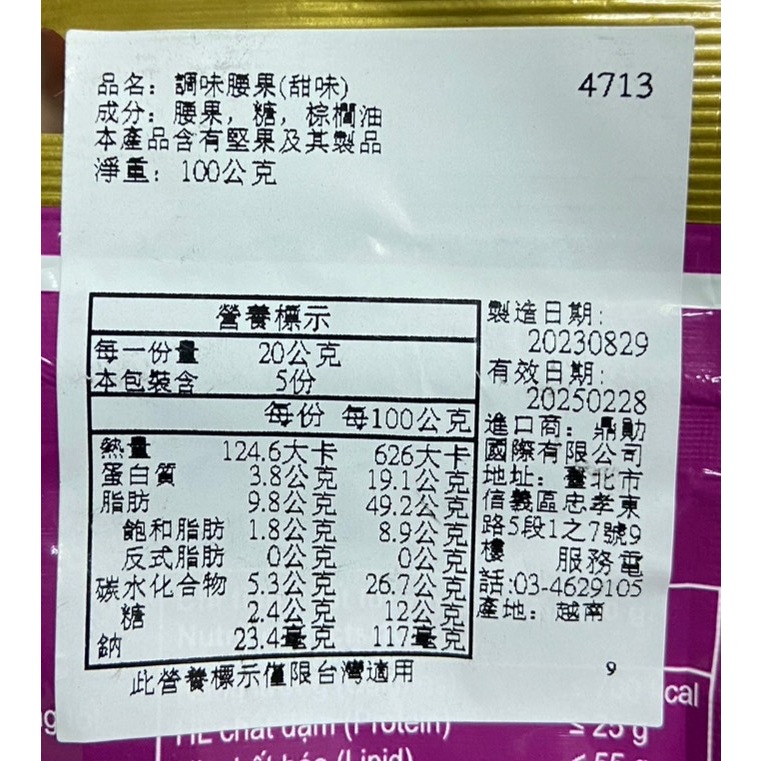 品名: 調味腰果(甜味)
4713
成分: 腰果, 糖, 棕櫚油
本產品含有堅果及其製品
淨重: 100公克
營養標示
每一份量 20公克
本包裝含 5份
每份 每100公克
熱量 124.6大卡 626大卡
蛋白質 3.8公克 19.1公克
脂肪 9.8公克 49.2公克
飽和脂肪 1.8公克 8.9公克
反式脂肪 0公克 0公克
碳水化合物 5.3公克 26.7公克
糖 2.4公克 12公克
鈉 23.4毫克 117毫克
此營養標示僅限台灣適用
製造日期:
20230829
有效日期:
20250228
進口商: 鼎勛
國際有限公司
地址: 臺北市
信義區忠孝東
路5段1之7號9
樓 服務電
話:03-4629105
產地: 越南
9
cal
chất đạm (Protein)
≤ 25 g
(Lipid)